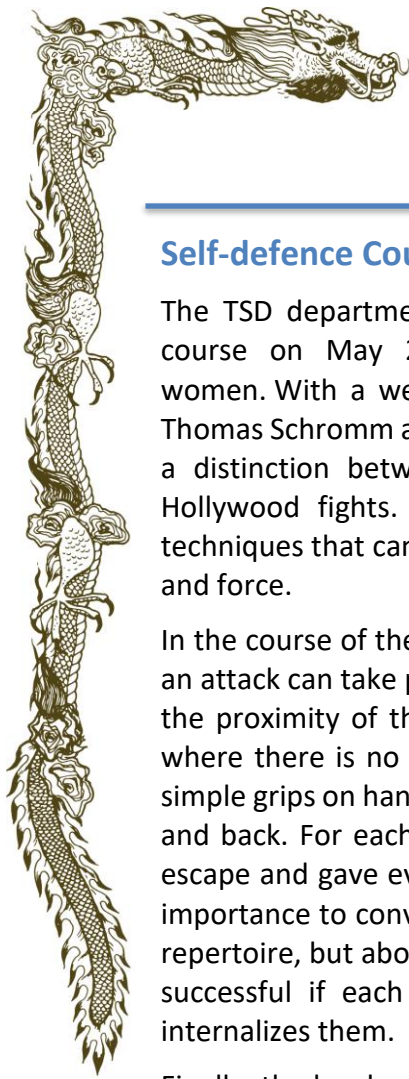 Self-defence Cou
The TSD departme
course on May 2
women. With a we
Thomas Schromm a
a distinction betw
Hollywood fights.
techniques that can
and force.
In the course of the
an attack can take p
the proximity of th
where there is no
simple grips on han
and back. For each
escape and gave ev
importance to conv
repertoire, but abo
successful if each
internalizes them.